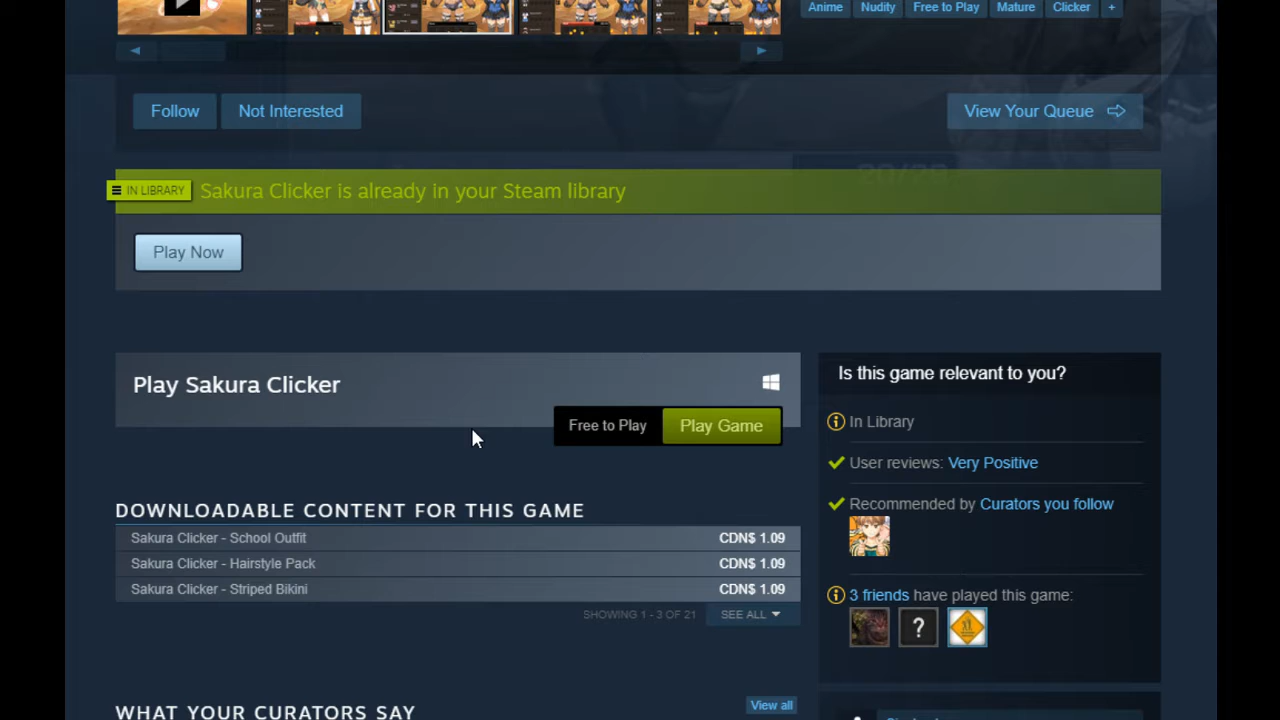 Anime Nudity Free to Play Mature Clicker +
Follow Not Interested View Your Queue
20/28
IN LIBRARY Sakura Clicker is already in your Steam library
Play Now
Play Sakura Clicker
Free to Play Play Game
DOWNLOADABLE CONTENT FOR THIS GAME
Sakura Clicker - School Outfit CDN$ 1.09
Sakura Clicker - Hairstyle Pack CDN$ 1.09
Sakura Clicker - Striped Bikini CDN$ 1.09
SHOWING 1 - 3 OF 21 SEE ALL
WHAT YOUR CURATORS SAY View all
Is this game relevant to you?
In Library
User reviews: Very Positive
Recommended by Curators you follow
3 friends have played this game:
?